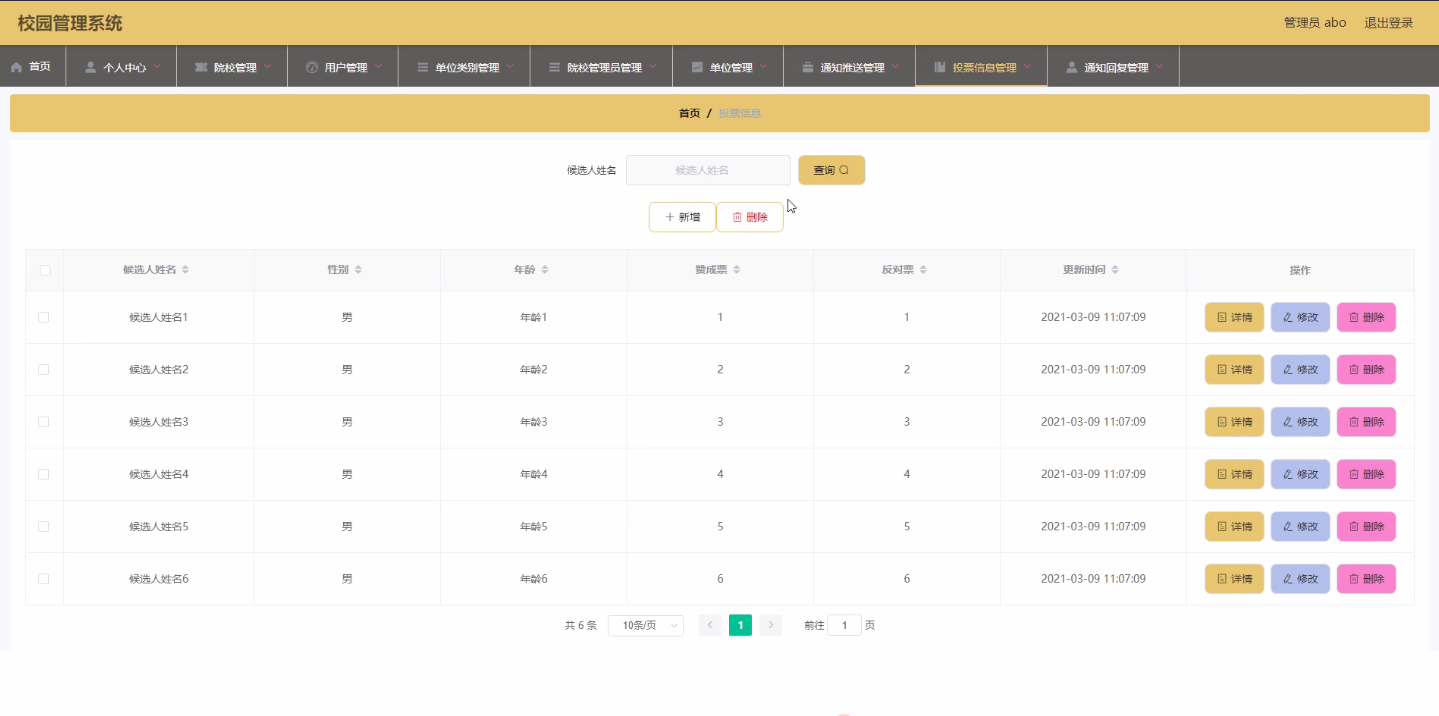 校园管理系统
管理员 abo 退出登录
首页 个人中心 院校管理 用户管理 单位类别管理 院校管理员管理 单位管理 通知推送管理 投票信息管理 通知回复管理
首页 / 投票信息
候选人姓名 候选人姓名 查询
新增 删除
候选人姓名 性别 年龄 赞成票 反对票 更新时间 操作
候选人姓名1 男 年龄1 1 1 2021-03-09 11:07:09 详情 修改 删除
候选人姓名2 男 年龄2 2 2 2021-03-09 11:07:09 详情 修改 删除
候选人姓名3 男 年龄3 3 3 2021-03-09 11:07:09 详情 修改 删除
候选人姓名4 男 年龄4 4 4 2021-03-09 11:07:09 详情 修改 删除
候选人姓名5 男 年龄5 5 5 2021-03-09 11:07:09 详情 修改 删除
候选人姓名6 男 年龄6 6 6 2021-03-09 11:07:09 详情 修改 删除
共 6 条 10条/页 1 前往 1 页